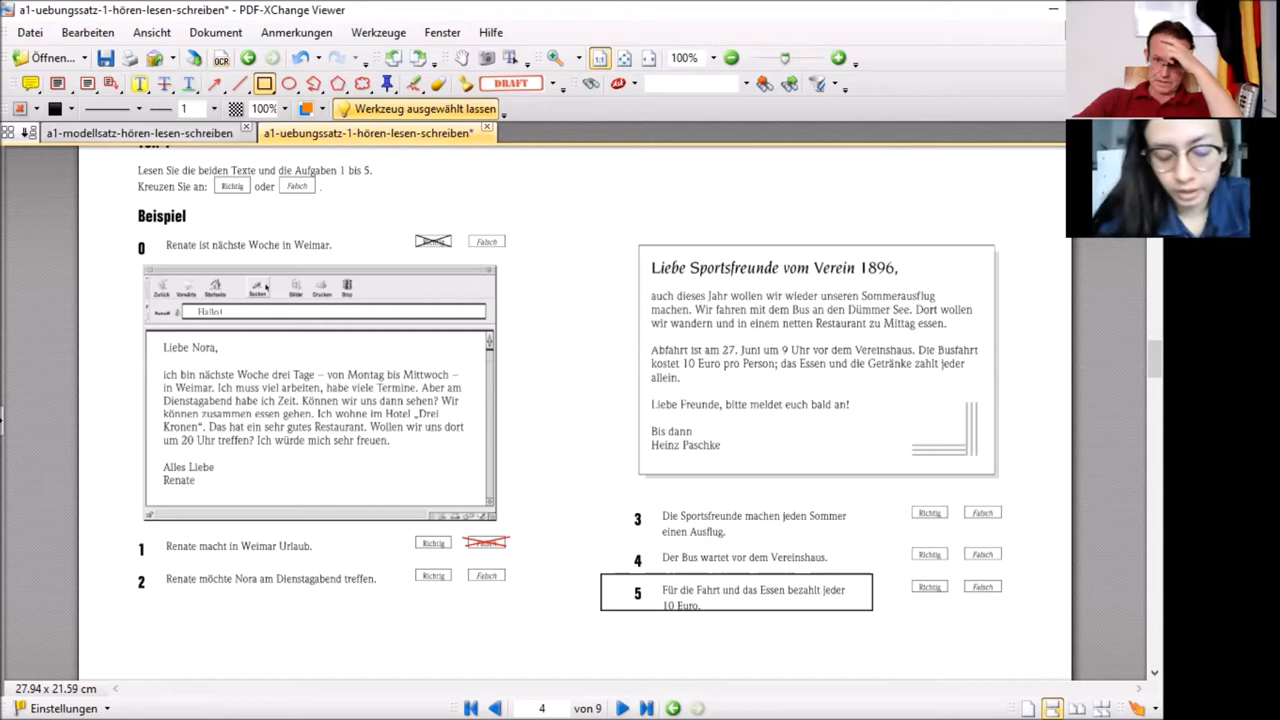 a1-uebungssatz-1-hören-lesen-schreiben* - PDF-XChange Viewer
Datei Bearbeiten Ansicht Dokument Anmerkungen Werkzeuge Fenster Hilfe
Öffnen... OCR 100%
DRAFT
1 100% Werkzeug ausgewählt lassen
a1-modellsatz-hören-lesen-schreiben a1-uebungssatz-1-hören-lesen-schreiben*
Lesen Sie die beiden Texte und die Aufgaben 1 bis 5.
Kreuzen Sie an: Richtig oder Falsch .
Beispiel
0 Renate ist nächste Woche in Weimar. Richtig Falsch
Zurück Vorwärts Startseite Suchen Bilder Drucken Stop
Hallo!
Liebe Nora,
ich bin nächste Woche drei Tage – von Montag bis Mittwoch –
in Weimar. Ich muss viel arbeiten, habe viele Termine. Aber am
Dienstagabend habe ich Zeit. Können wir uns dann sehen? Wir
können zusammen essen gehen. Ich wohne im Hotel „Drei
Kronen“. Das hat ein sehr gutes Restaurant. Wollen wir uns dort
um 20 Uhr treffen? Ich würde mich sehr freuen.
Alles Liebe
Renate
1 Renate macht in Weimar Urlaub. Richtig Falsch
2 Renate möchte Nora am Dienstagabend treffen. Richtig Falsch
Liebe Sportsfreunde vom Verein 1896,
auch dieses Jahr wollen wir wieder unseren Sommerausflug
machen. Wir fahren mit dem Bus an den Dümmer See. Dort wollen
wir wandern und in einem netten Restaurant zu Mittag essen.
Abfahrt ist am 27. Juni um 9 Uhr vor dem Vereinshaus. Die Busfahrt
kostet 10 Euro pro Person; das Essen und die Getränke zahlt jeder
allein.
Liebe Freunde, bitte meldet euch bald an!
Bis dann
Heinz Paschke
3 Die Sportsfreunde machen jeden Sommer Richtig Falsch
einen Ausflug.
4 Der Bus wartet vor dem Vereinshaus. Richtig Falsch
5 Für die Fahrt und das Essen bezahlt jeder Richtig Falsch
10 Euro.
27.94 x 21.59 cm
Einstellungen 4 von 9